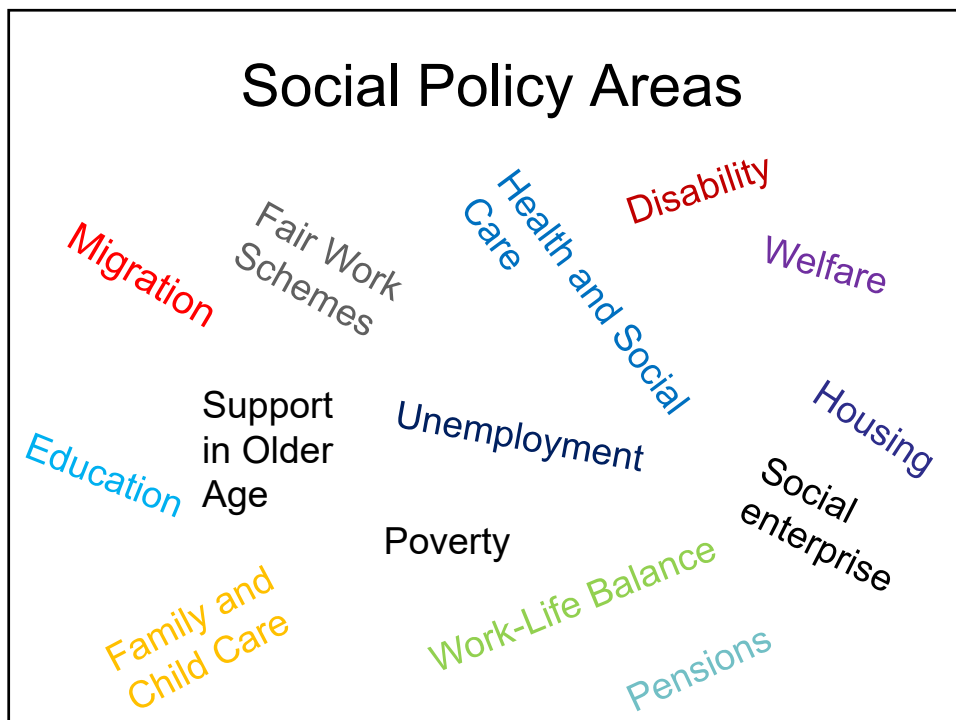 Social Policy Areas
Migration
Fair Work
Schemes
Health and Social
Care
Disability
Welfare
Education
Support
in Older
Age
Unemployment
Housing
Social
enterprise
Poverty
Family and
Child Care
Work-Life Balance
Pensions